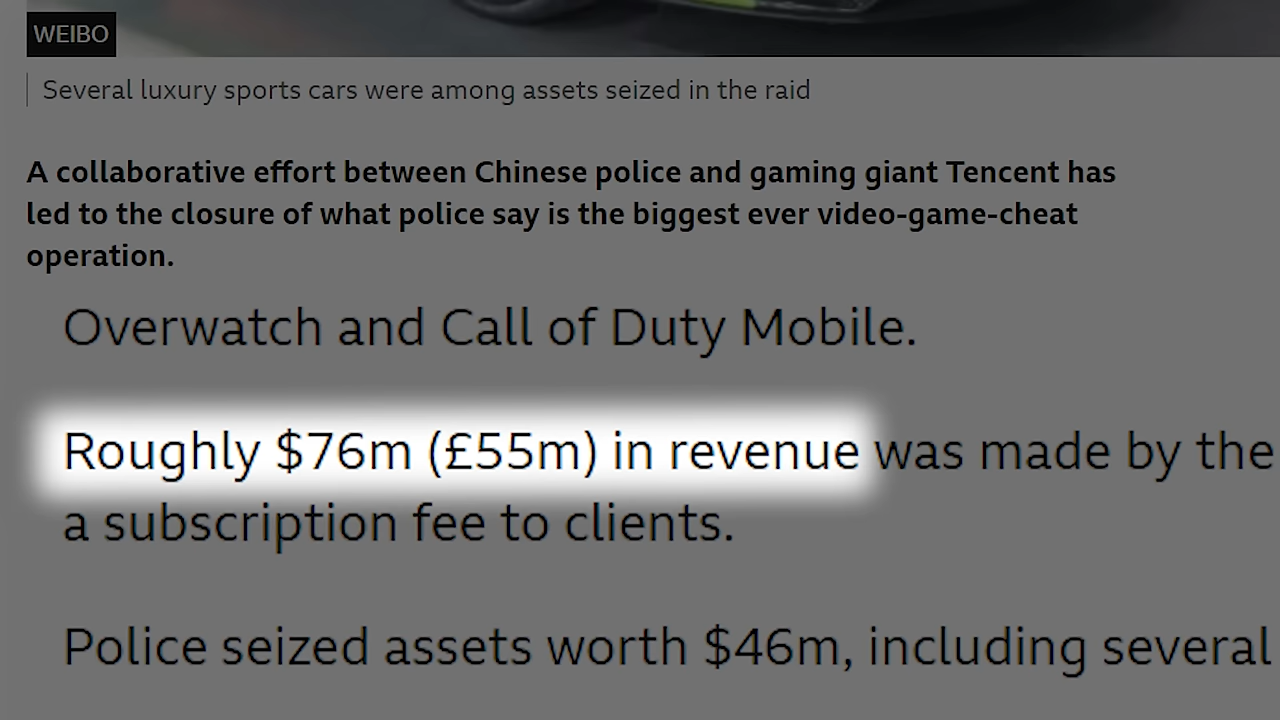 WEIBO
Several luxury sports cars were among assets seized in the raid
A collaborative effort between Chinese police and gaming giant Tencent has
led to the closure of what police say is the biggest ever video-game-cheat
operation.
Overwatch and Call of Duty Mobile.
Roughly $76m (£55m) in revenue was made by the
a subscription fee to clients.
Police seized assets worth $46m, including several